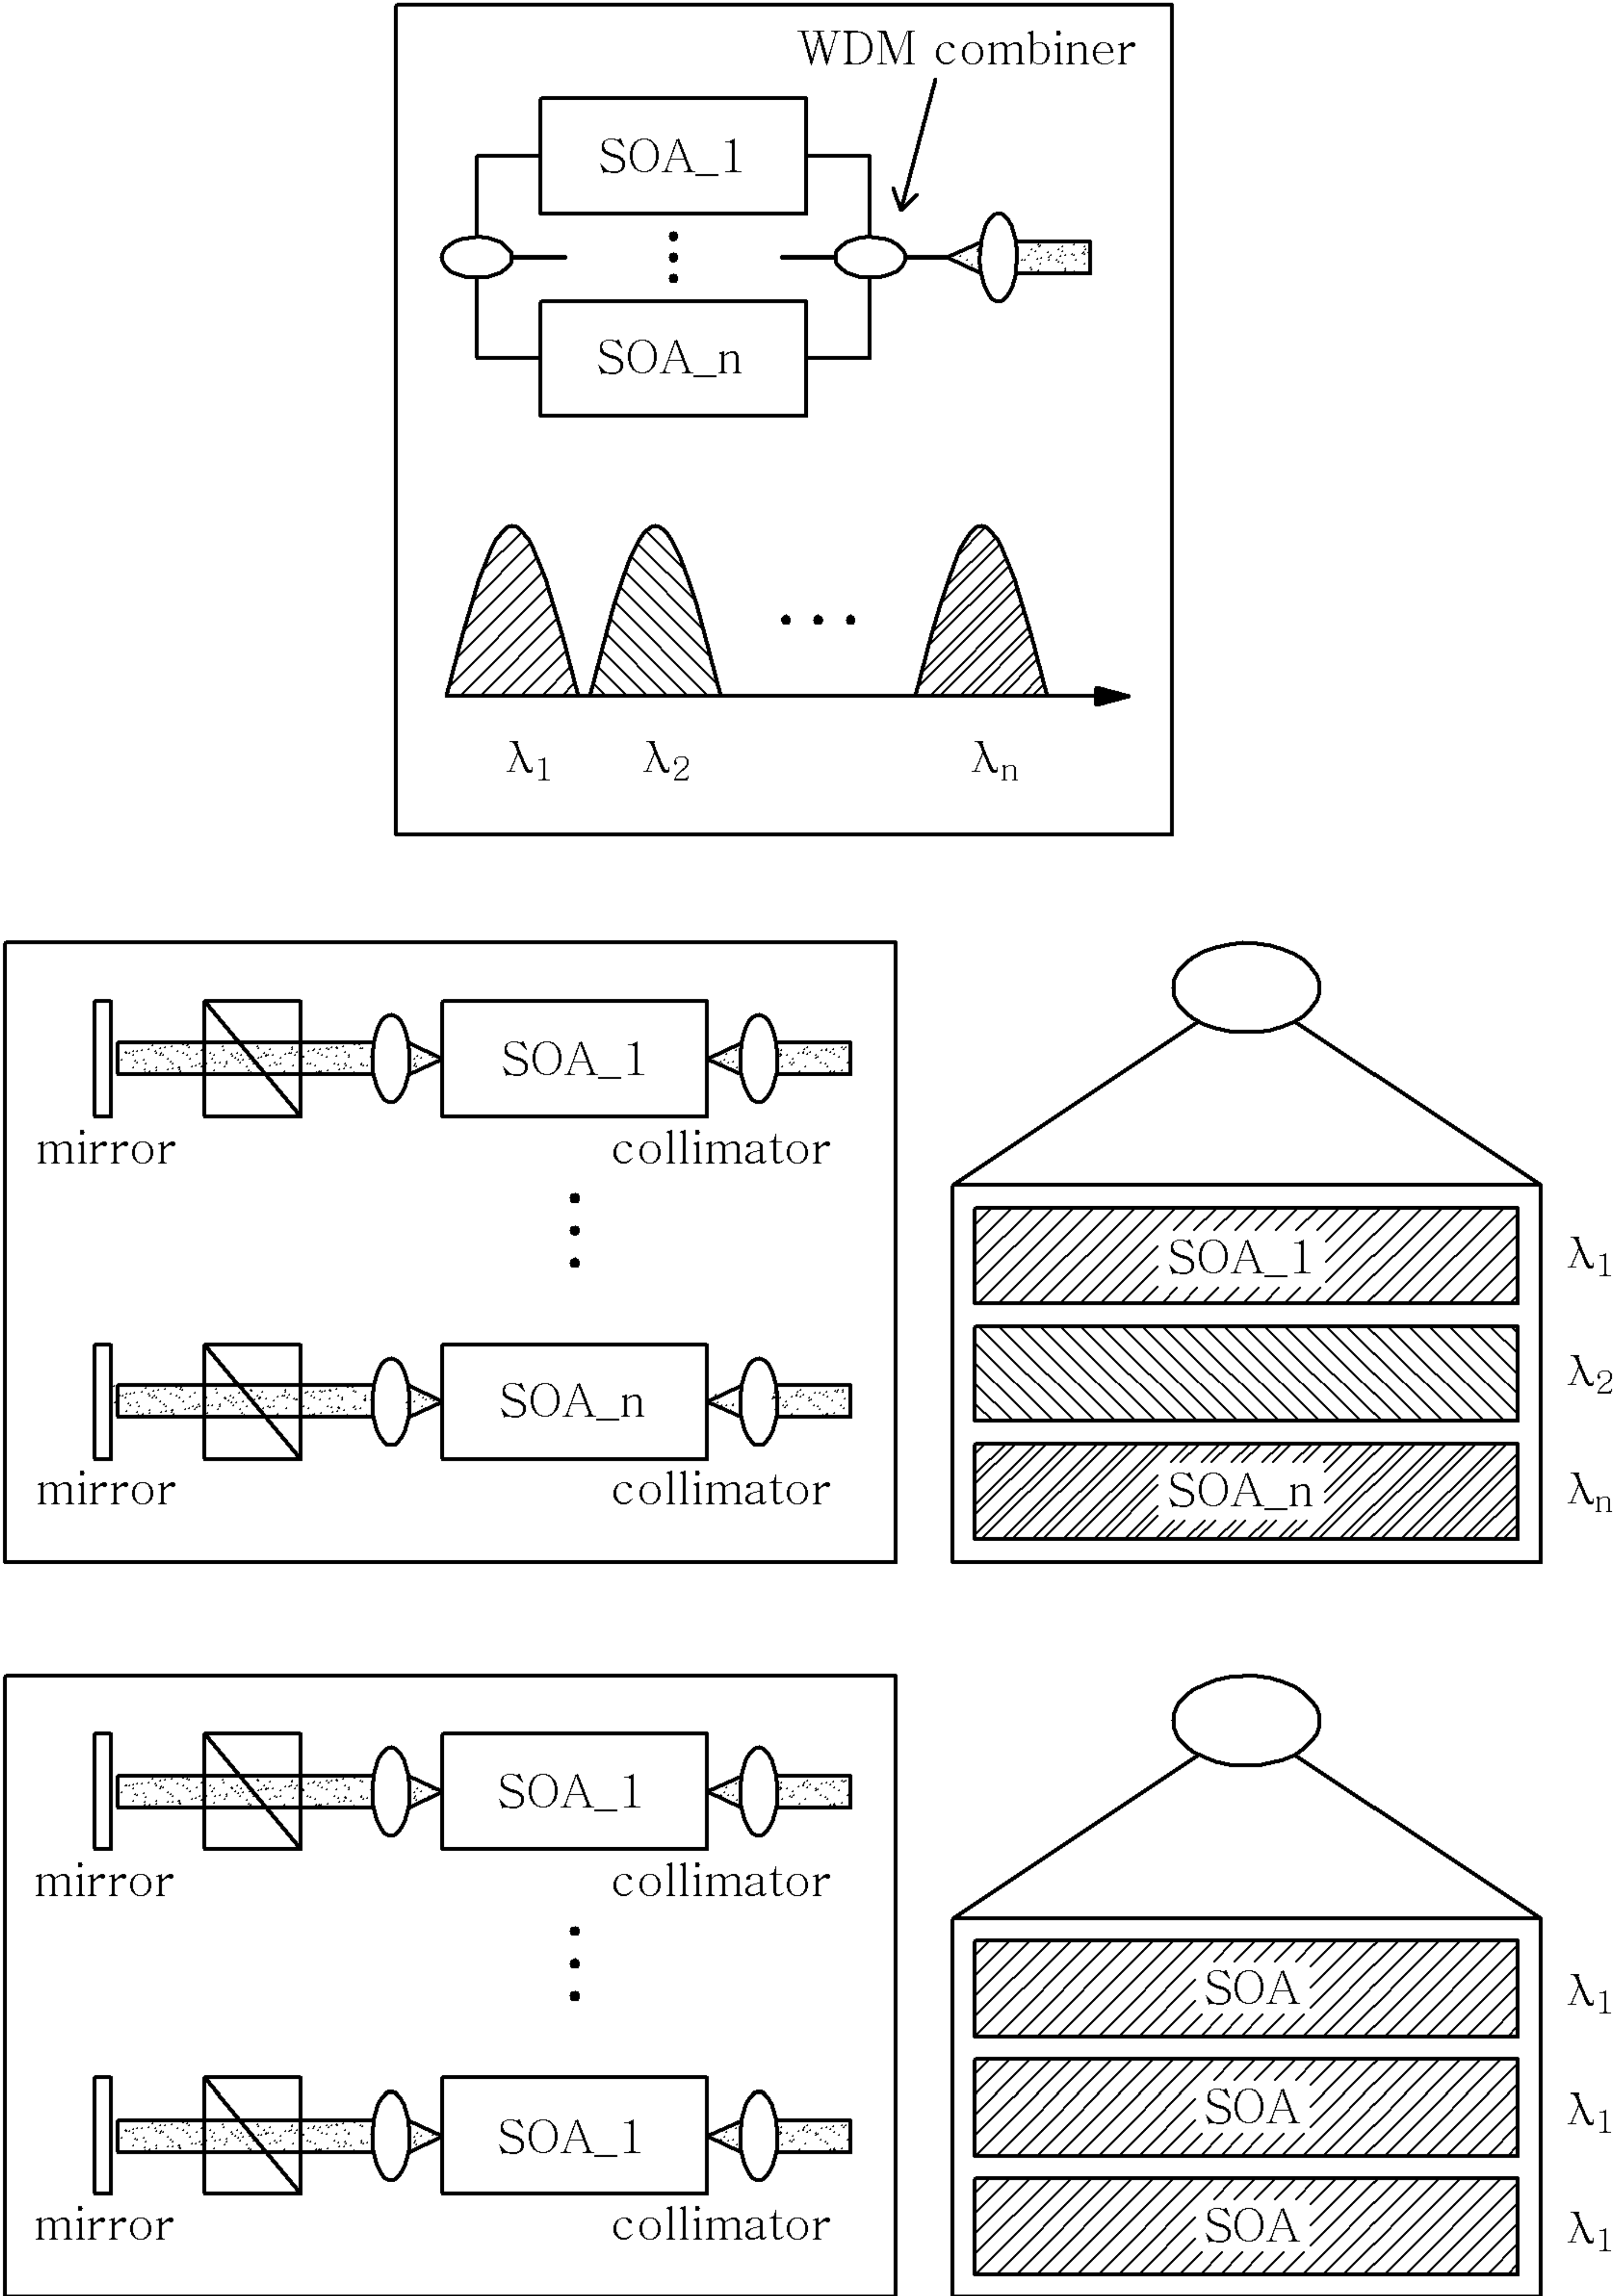 WDM combiner
SOA_1
SOA_n
λ₁ λ₂ λₙ
SOA_1
mirror collimator
SOA_n
mirror collimator
SOA_1 λ₁
λ₂
SOA_n λₙ
SOA_1
mirror collimator
SOA_1
mirror collimator
SOA λ₁
SOA λ₁
SOA λ₁